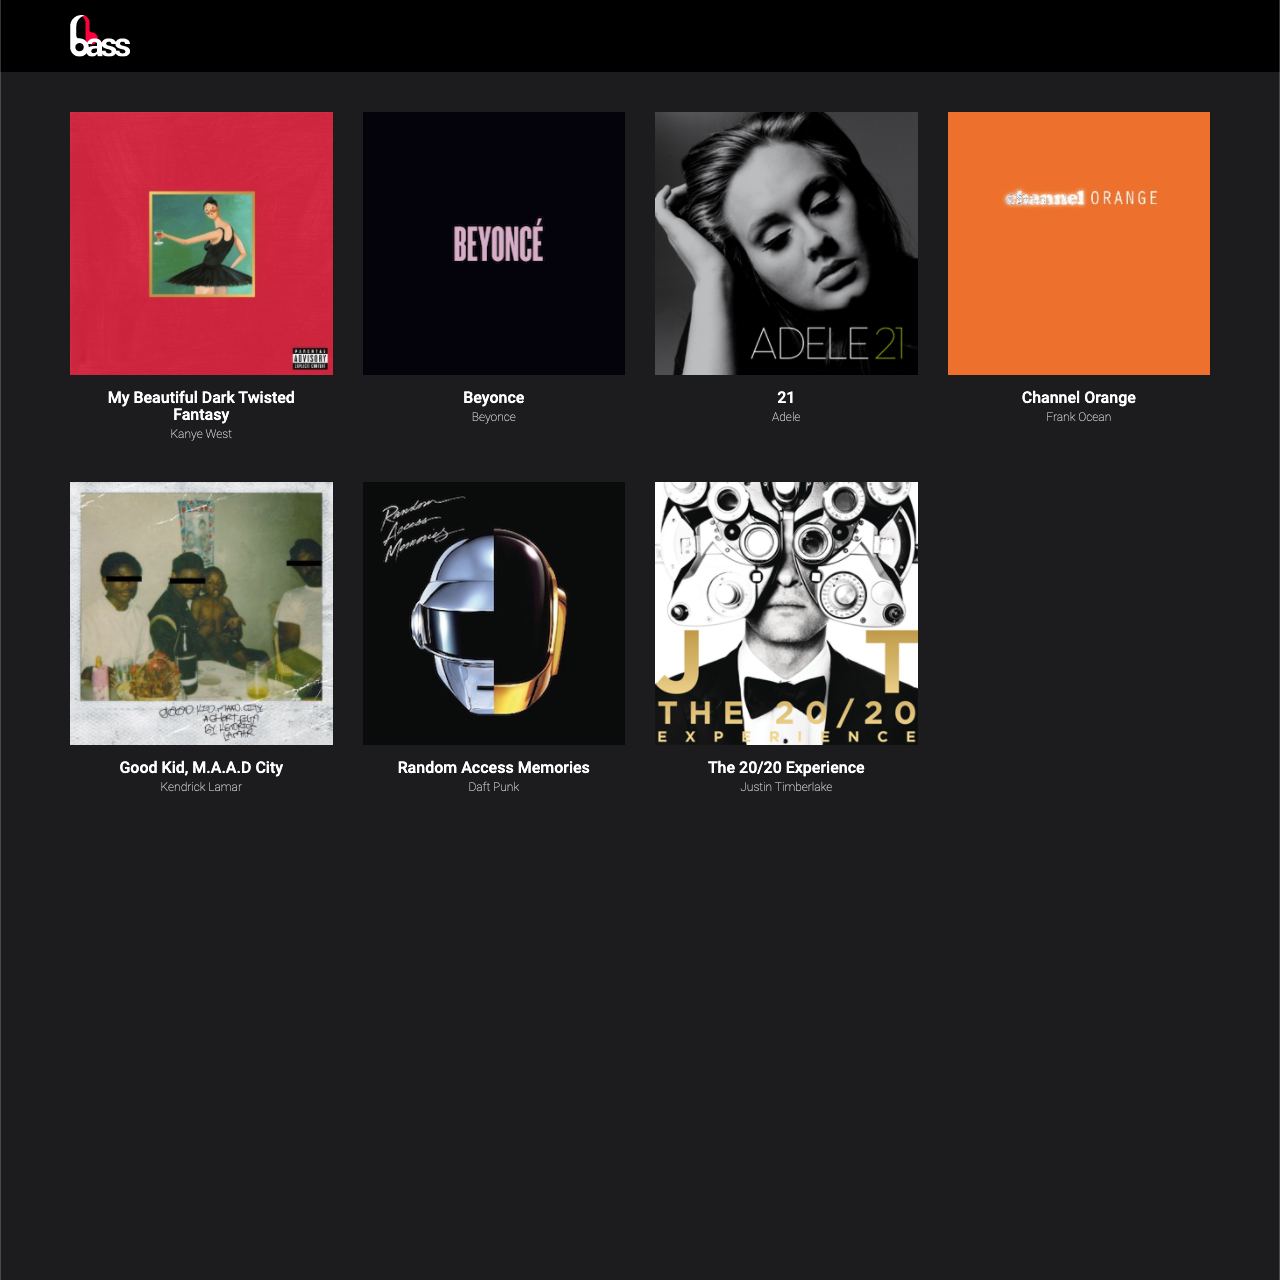 bass
PARENTAL
ADVISORY
EXPLICIT CONTENT
BEYONCÉ
ADELE 21
channel ORANGE
My Beautiful Dark Twisted
Fantasy
Kanye West
Beyonce
Beyonce
21
Adele
Channel Orange
Frank Ocean
good kid, m.A.A.d city
A SHORT FILM
BY KENDRICK
LAMAR
Random
Access
Memories
J T
THE 20/20
EXPERIENCE
Good Kid, M.A.A.D City
Kendrick Lamar
Random Access Memories
Daft Punk
The 20/20 Experience
Justin Timberlake